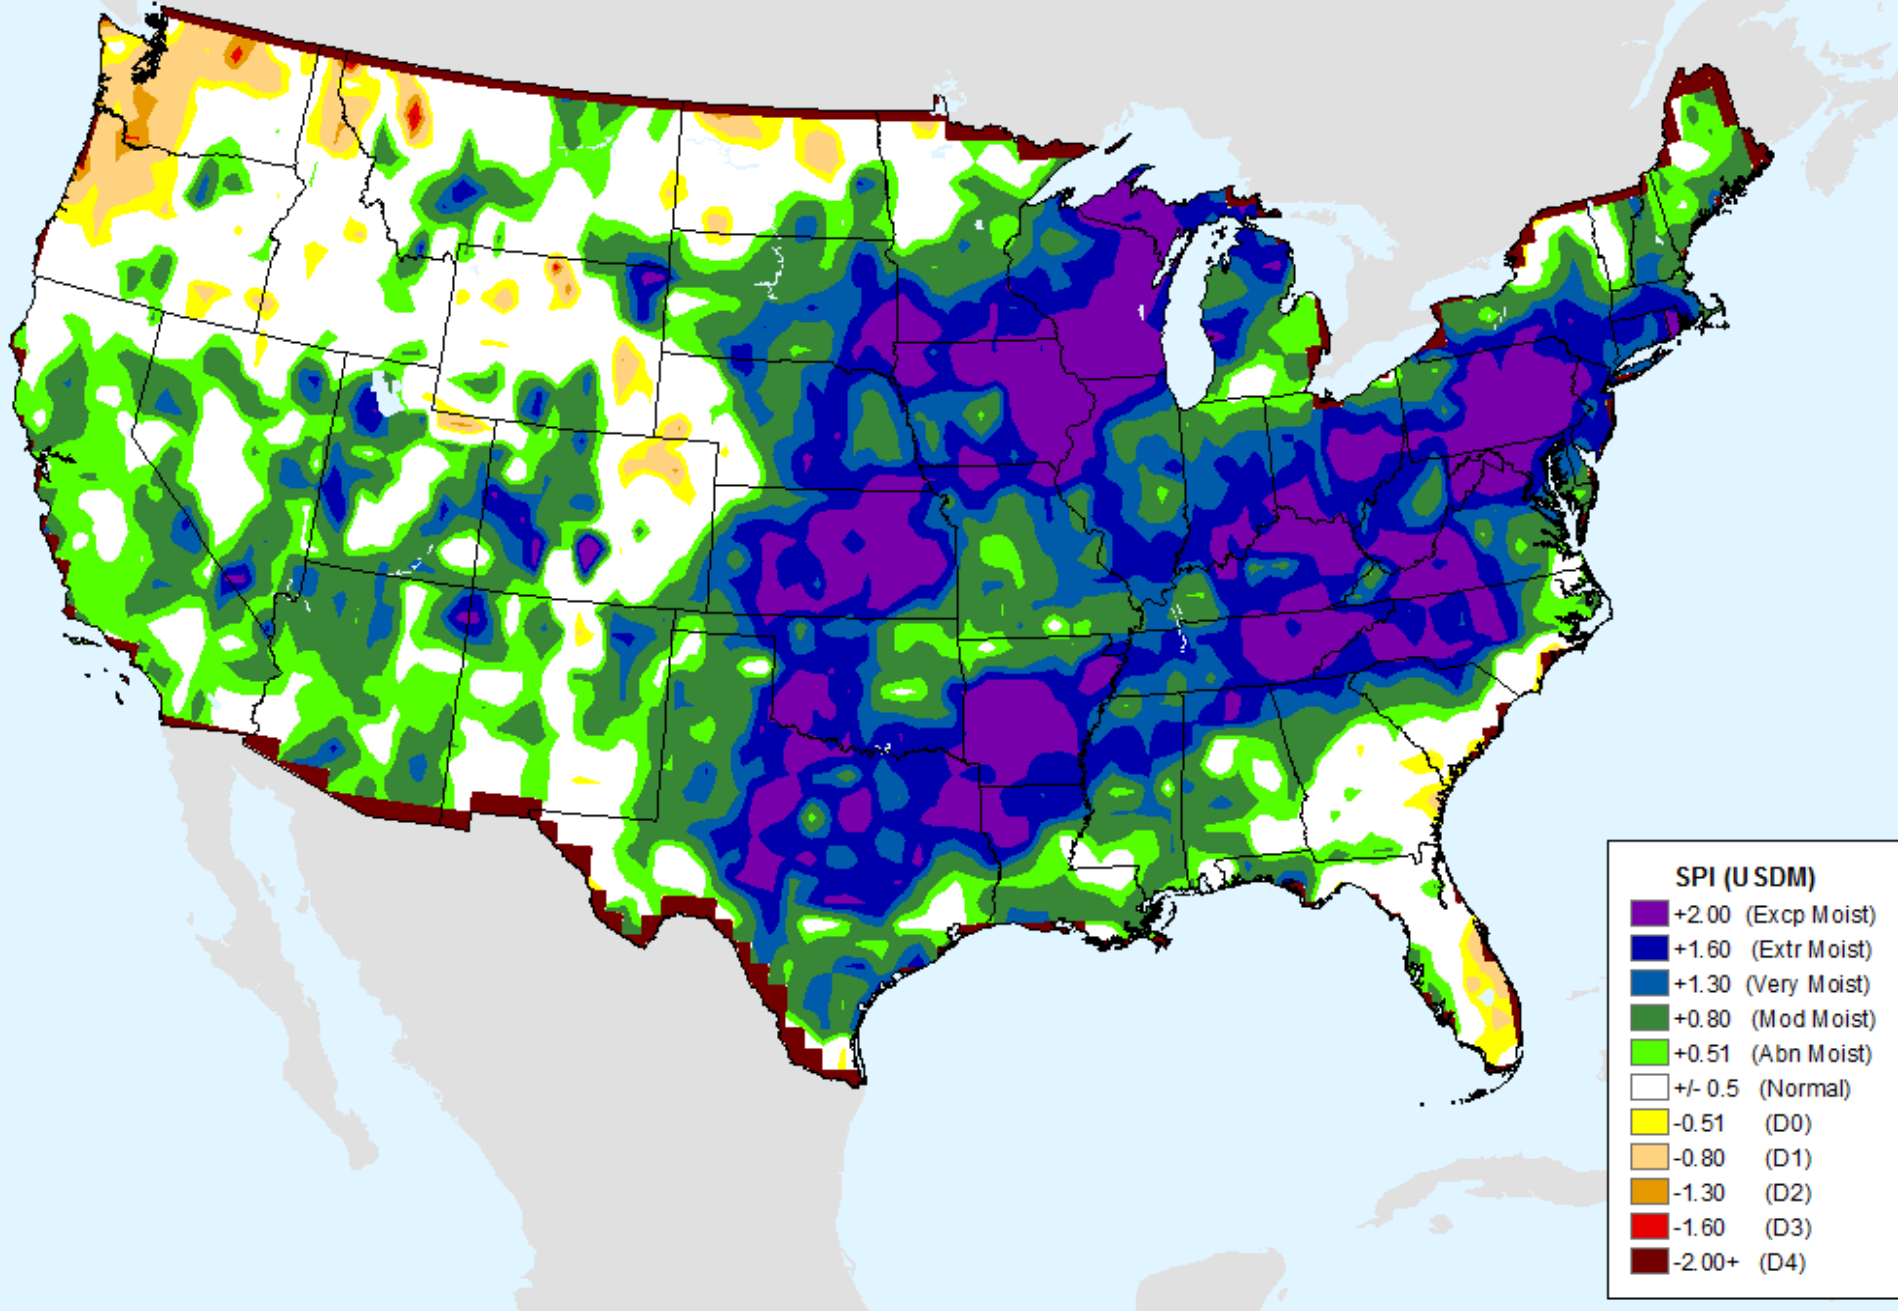 SPI (USDM)
+2.00 (Excp Moist)
+1.60 (Extr Moist)
+1.30 (Very Moist)
+0.80 (Mod Moist)
+0.51 (Abn Moist)
+/- 0.5 (Normal)
-0.51 (D0)
-0.80 (D1)
-1.30 (D2)
-1.60 (D3)
-2.00+ (D4)